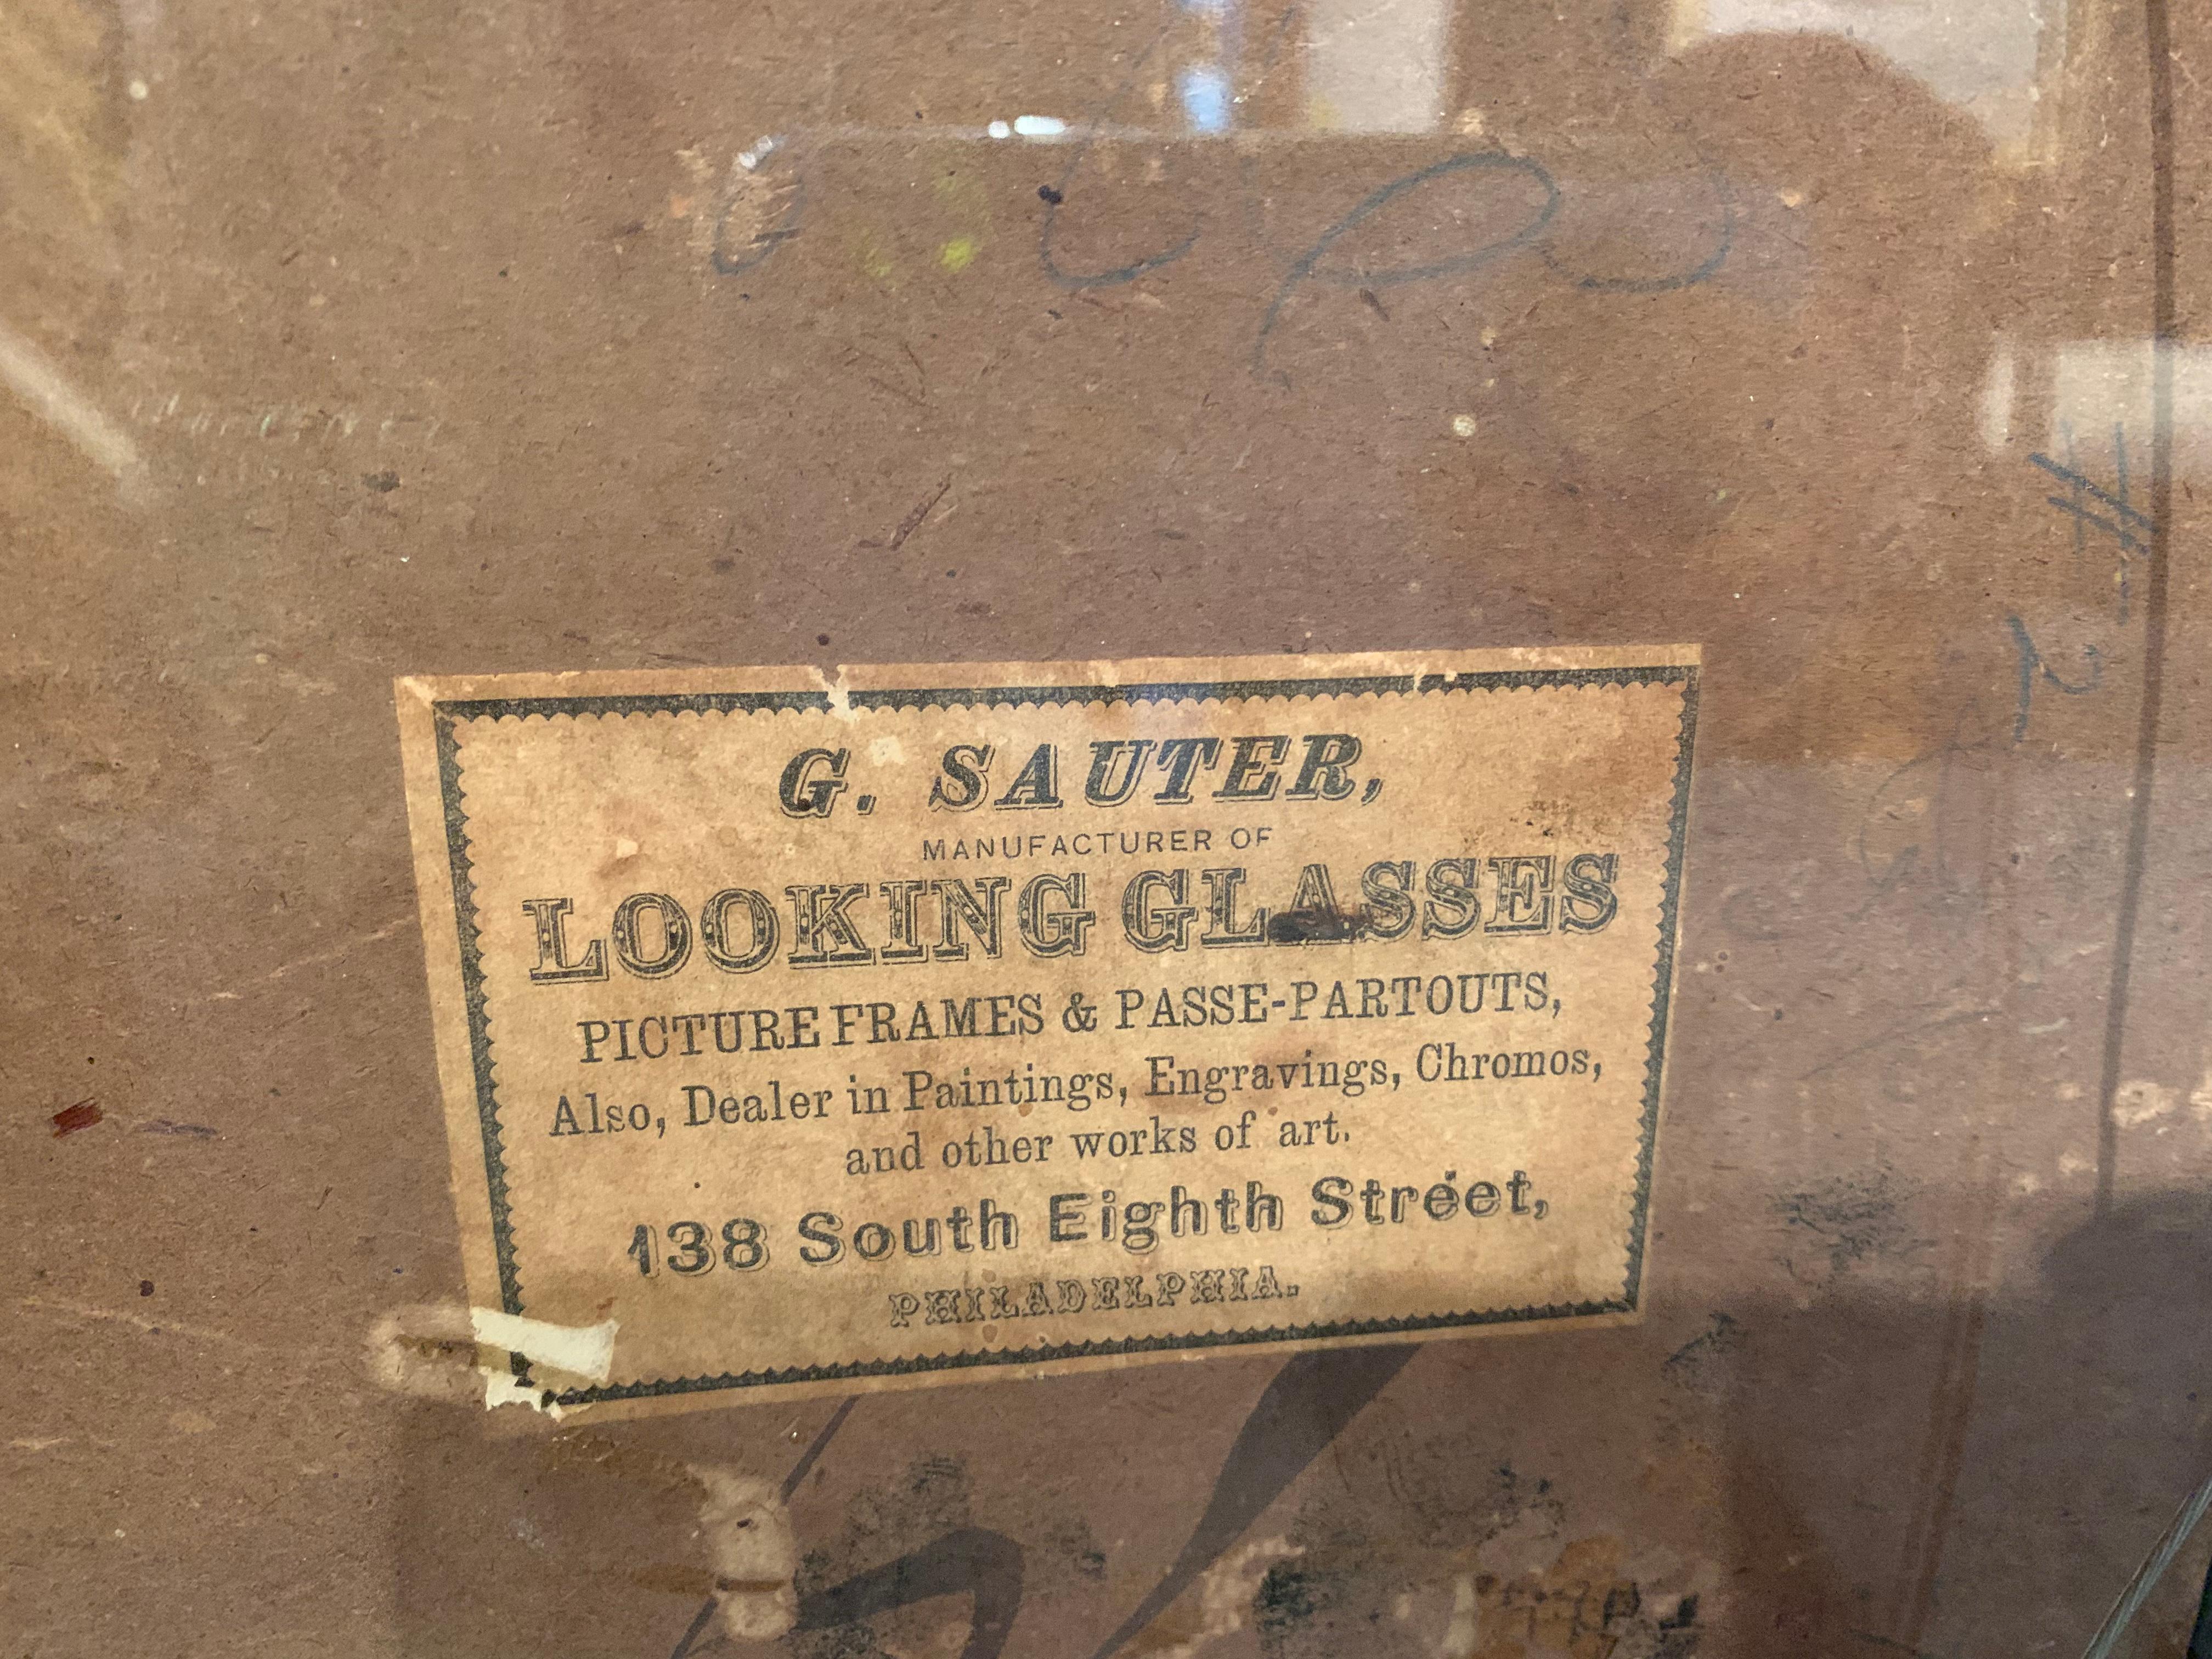 G. SAUTER,
MANUFACTURER OF
LOOKING GLASSES
PICTURE FRAMES & PASSE-PARTOUTS,
Also, Dealer in Paintings, Engravings, Chromos,
and other works of art.
138 South Eighth Street,
PHILADELPHIA.